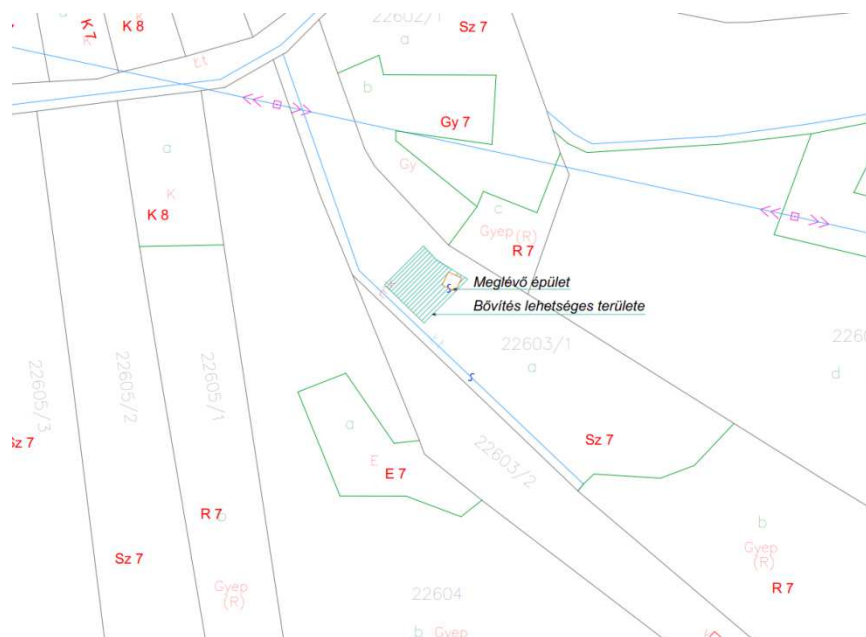 22602/1
a
K 7
K
K 8
Sz 7
b
Gy 7
Gy
a
K
K 8
c
Gyep (R)
R 7
Meglévő épület
Bővítés lehetséges területe
22603/1
a
d
22605/3
22605/2
22605/1
Sz 7
a
E
E 7
Sz 7
22603/2
R 7
b
Gyep
(R)
R 7
Sz 7
Gyep
(R)
22604
b Gyep